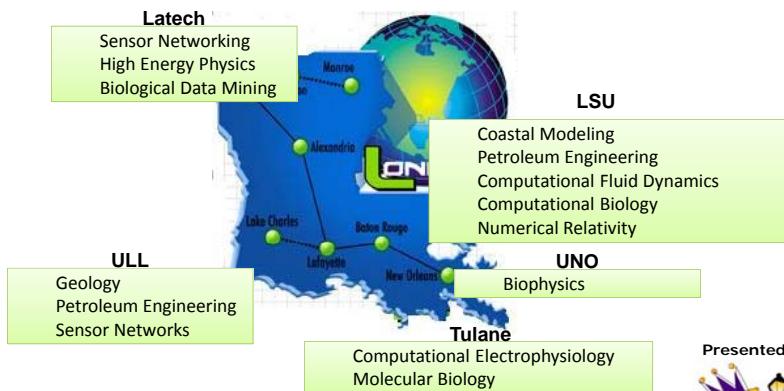 Latech
Sensor Networking
High Energy Physics
Biological Data Mining
Monroe
on
LSU
Coastal Modeling
Petroleum Engineering
Computational Fluid Dynamics
Computational Biology
Numerical Relativity
Alexandria
LON
Lake Charles
Baton Rouge
Lafayette
New Orleans
ULL
Geology
Petroleum Engineering
Sensor Networks
UNO
Biophysics
Tulane
Computational Electrophysiology
Molecular Biology
Presented